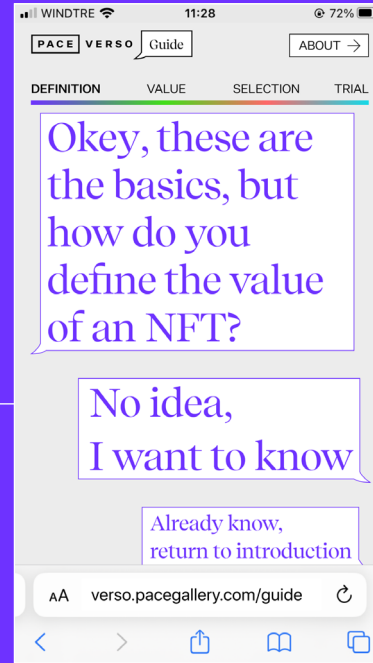 WINDTRE 11:28 72%
PACE VERSO Guide ABOUT →
DEFINITION VALUE SELECTION TRIAL
Okey, these are
the basics, but
how do you
define the value
of an NFT?
No idea,
I want to know
Already know,
return to introduction
AA verso.pacegallery.com/guide